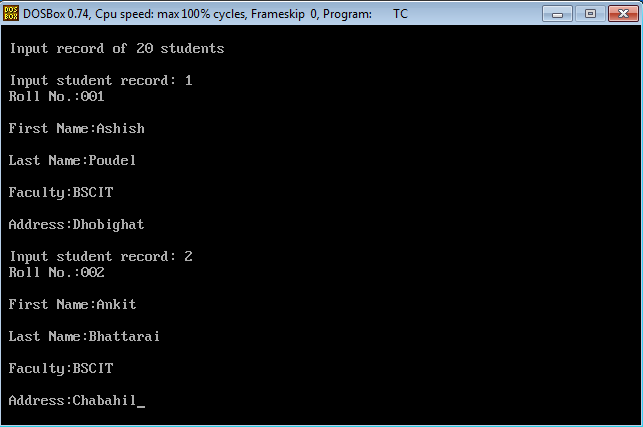 DOS BOX
DOSBox 0.74, Cpu speed: max 100% cycles, Frameskip 0, Program: TC
Input record of 20 students
Input student record: 1
Roll No.:001
First Name:Ashish
Last Name:Poudel
Faculty:BSCIT
Address:Dhobighat
Input student record: 2
Roll No.:002
First Name:Ankit
Last Name:Bhattarai
Faculty:BSCIT
Address:Chabahil_